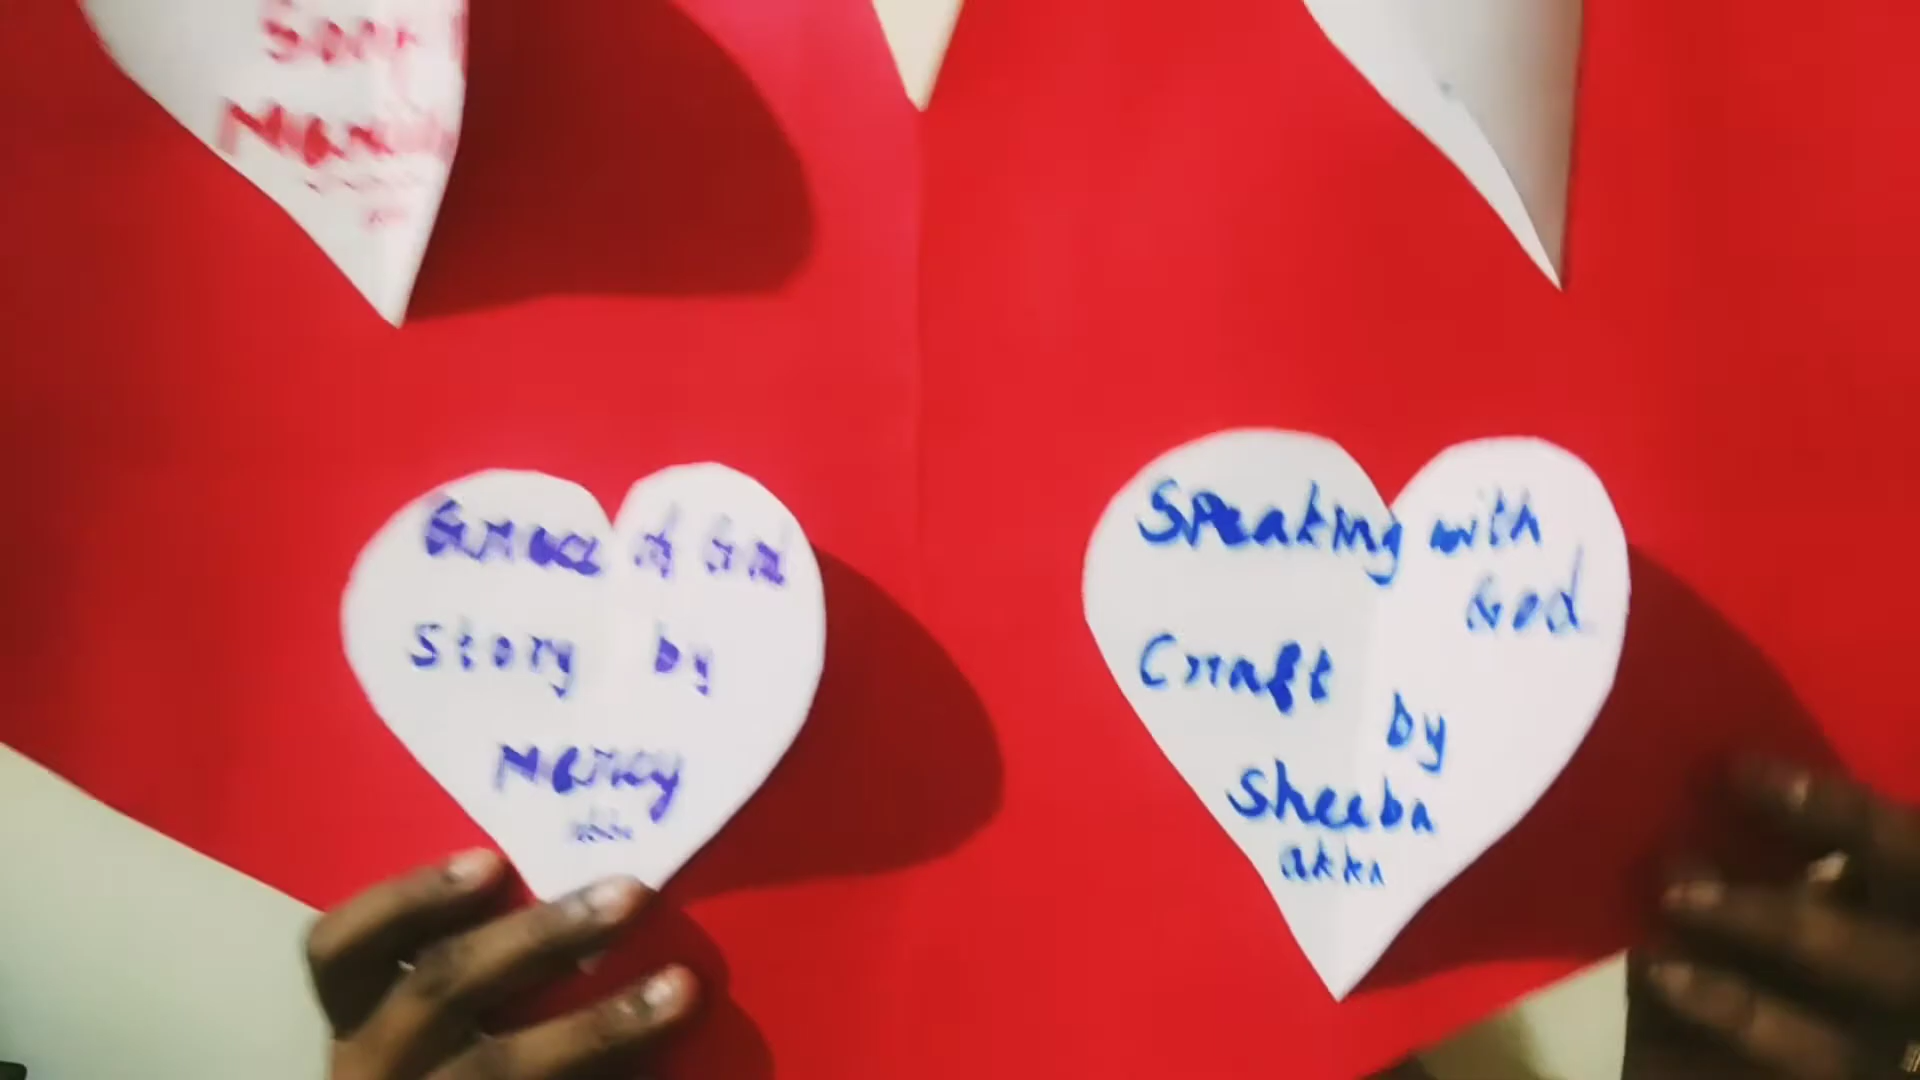 Grace of God
Story by
Mercy
akka
Speaking with
God
Craft by
Sheeba
akka